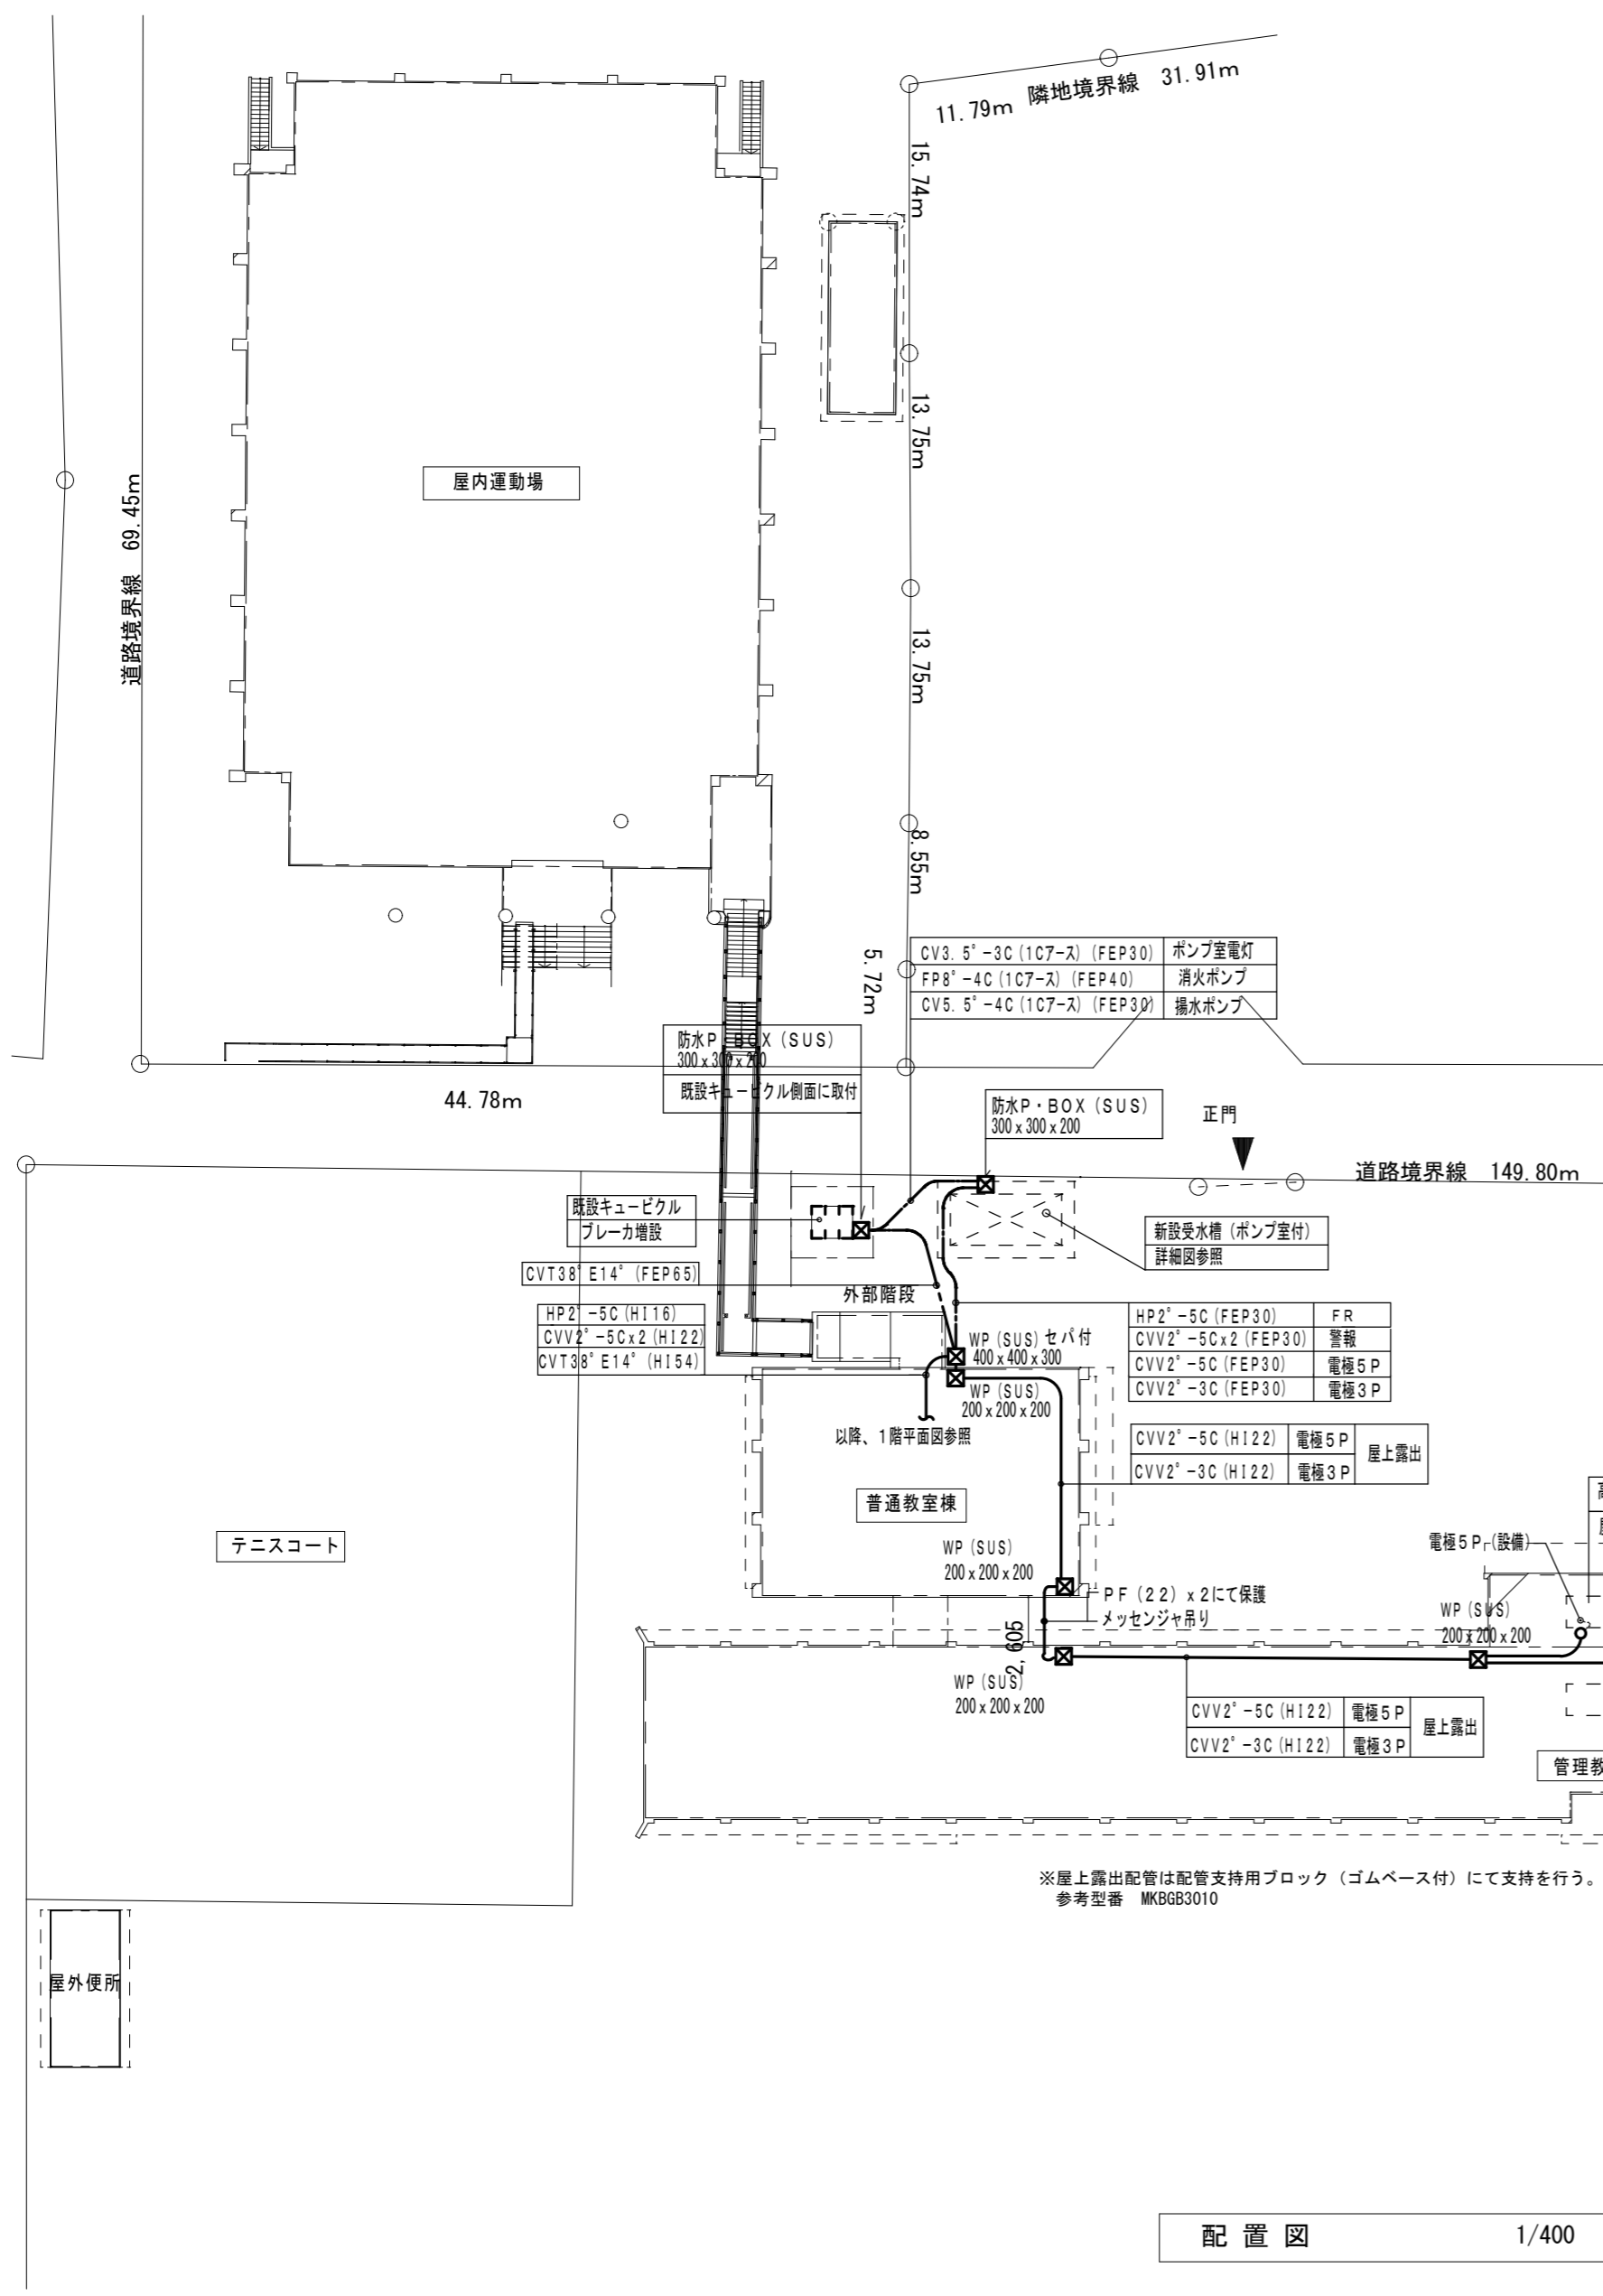 11.79m 隣地境界線 31.91m
15.74m
13.75m
屋内運動場
道路境界線 69.45m
13.75m
8.55m
5.72m
CV3.5°-3C(1Cｱｰｽ)(FEP30) ポンプ室電灯
FP8°-4C(1Cｱｰｽ)(FEP40) 消火ポンプ
CV5.5°-4C(1Cｱｰｽ)(FEP30) 揚水ポンプ
防水P・BOX(SUS)
300x300x200
既設キュービクル側面に取付
44.78m
防水P・BOX(SUS)
300x300x200
正門
道路境界線 149.80m
既設キュービクル
ブレーカ増設
新設受水槽(ポンプ室付)
詳細図参照
CVT38°E14°(FEP65)
外部階段
HP2°-5C(HI16)
CVV2°-5Cx2(HI22)
CVT38°E14°(HI54)
HP2°-5C(FEP30) FR
CVV2°-5Cx2(FEP30) 警報
CVV2°-5C(FEP30) 電極5P
CVV2°-3C(FEP30) 電極3P
WP(SUS)セパ付
400x400x300
WP(SUS)
200x200x200
以降、1階平面図参照
CVV2°-5C(HI22) 電極5P 屋上露出
CVV2°-3C(HI22) 電極3P
普通教室棟
テニスコート
電極5P(設備)
WP(SUS)
200x200x200
PF(22)x2にて保護
メッセンジャ吊り
2,605
WP(SUS)
200x200x200
WP(SUS)
200x200x200
CVV2°-5C(HI22) 電極5P 屋上露出
CVV2°-3C(HI22) 電極3P
管理教
※屋上露出配管は配管支持用ブロック(ゴムベース付)にて支持を行う。
参考型番 MKBGB3010
屋外便所
配置図 1/400